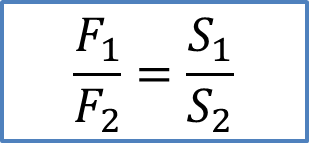 F₁/F₂ = S₁/S₂